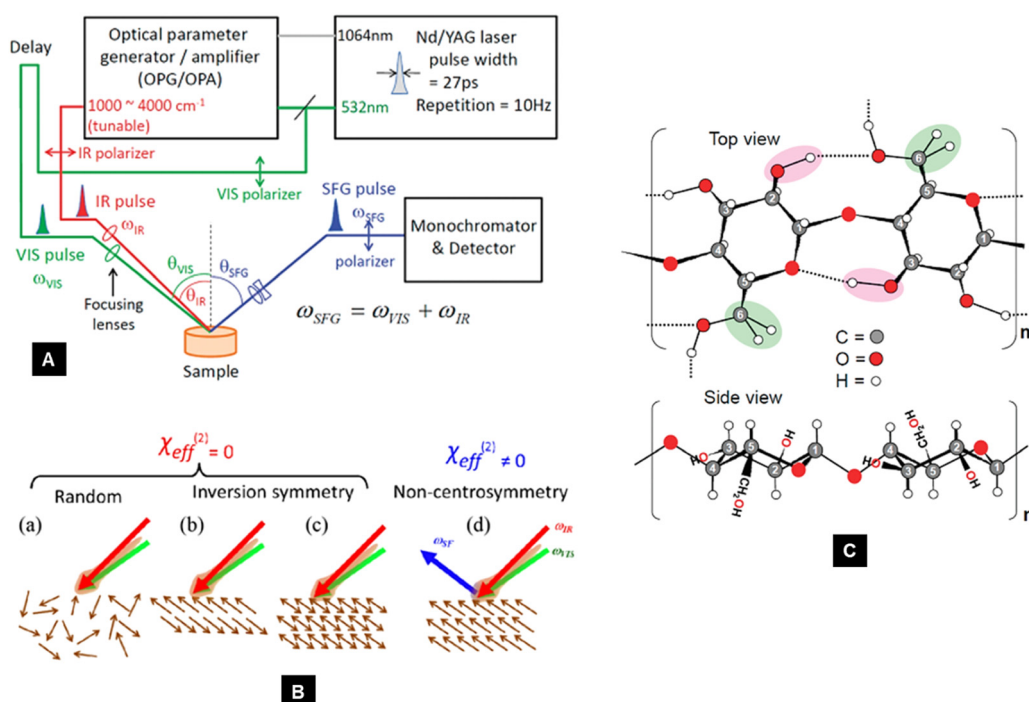 Delay
Optical parameter
generator / amplifier
(OPG/OPA)
1000 ~ 4000 cm-1
(tunable)
1064nm
532nm
Nd/YAG laser
pulse width
= 27ps
Repetition = 10Hz
IR polarizer
VIS polarizer
IR pulse
ωIR
VIS pulse
ωVIS
Focusing
lenses
θVIS
θIR
θSFG
SFG pulse
ωSFG
polarizer
Monochromator
& Detector
ωSFG = ωVIS + ωIR
Sample
A
χeff(2) = 0
χeff(2) ≠ 0
Random
Inversion symmetry
Non-centrosymmetry
(a)
(b)
(c)
(d)
ωSF
ωIR
ωVIS
B
Top view
6
5
3
2
1
4
4
5
1
3
2
5
6
n
C =
O =
H =
Side view
HO
3
5
4
2
1
HO
CH2OH
4
3
5
2
1
HO
CH2OH
HO
C